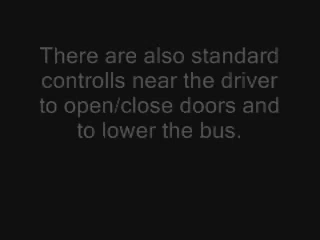 There are also standard
controlls near the driver
to open/close doors and
to lower the bus.